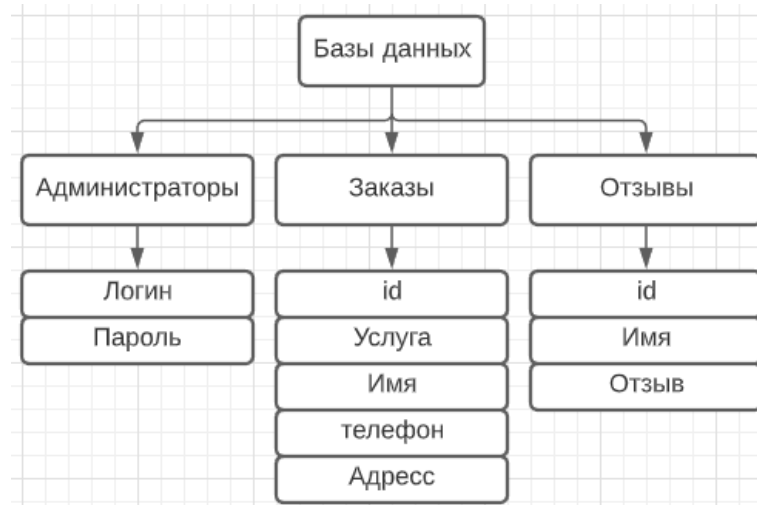 Базы данных
Администраторы
Заказы
Отзывы
Логин
Пароль
id
Услуга
Имя
телефон
Адресс
id
Имя
Отзыв